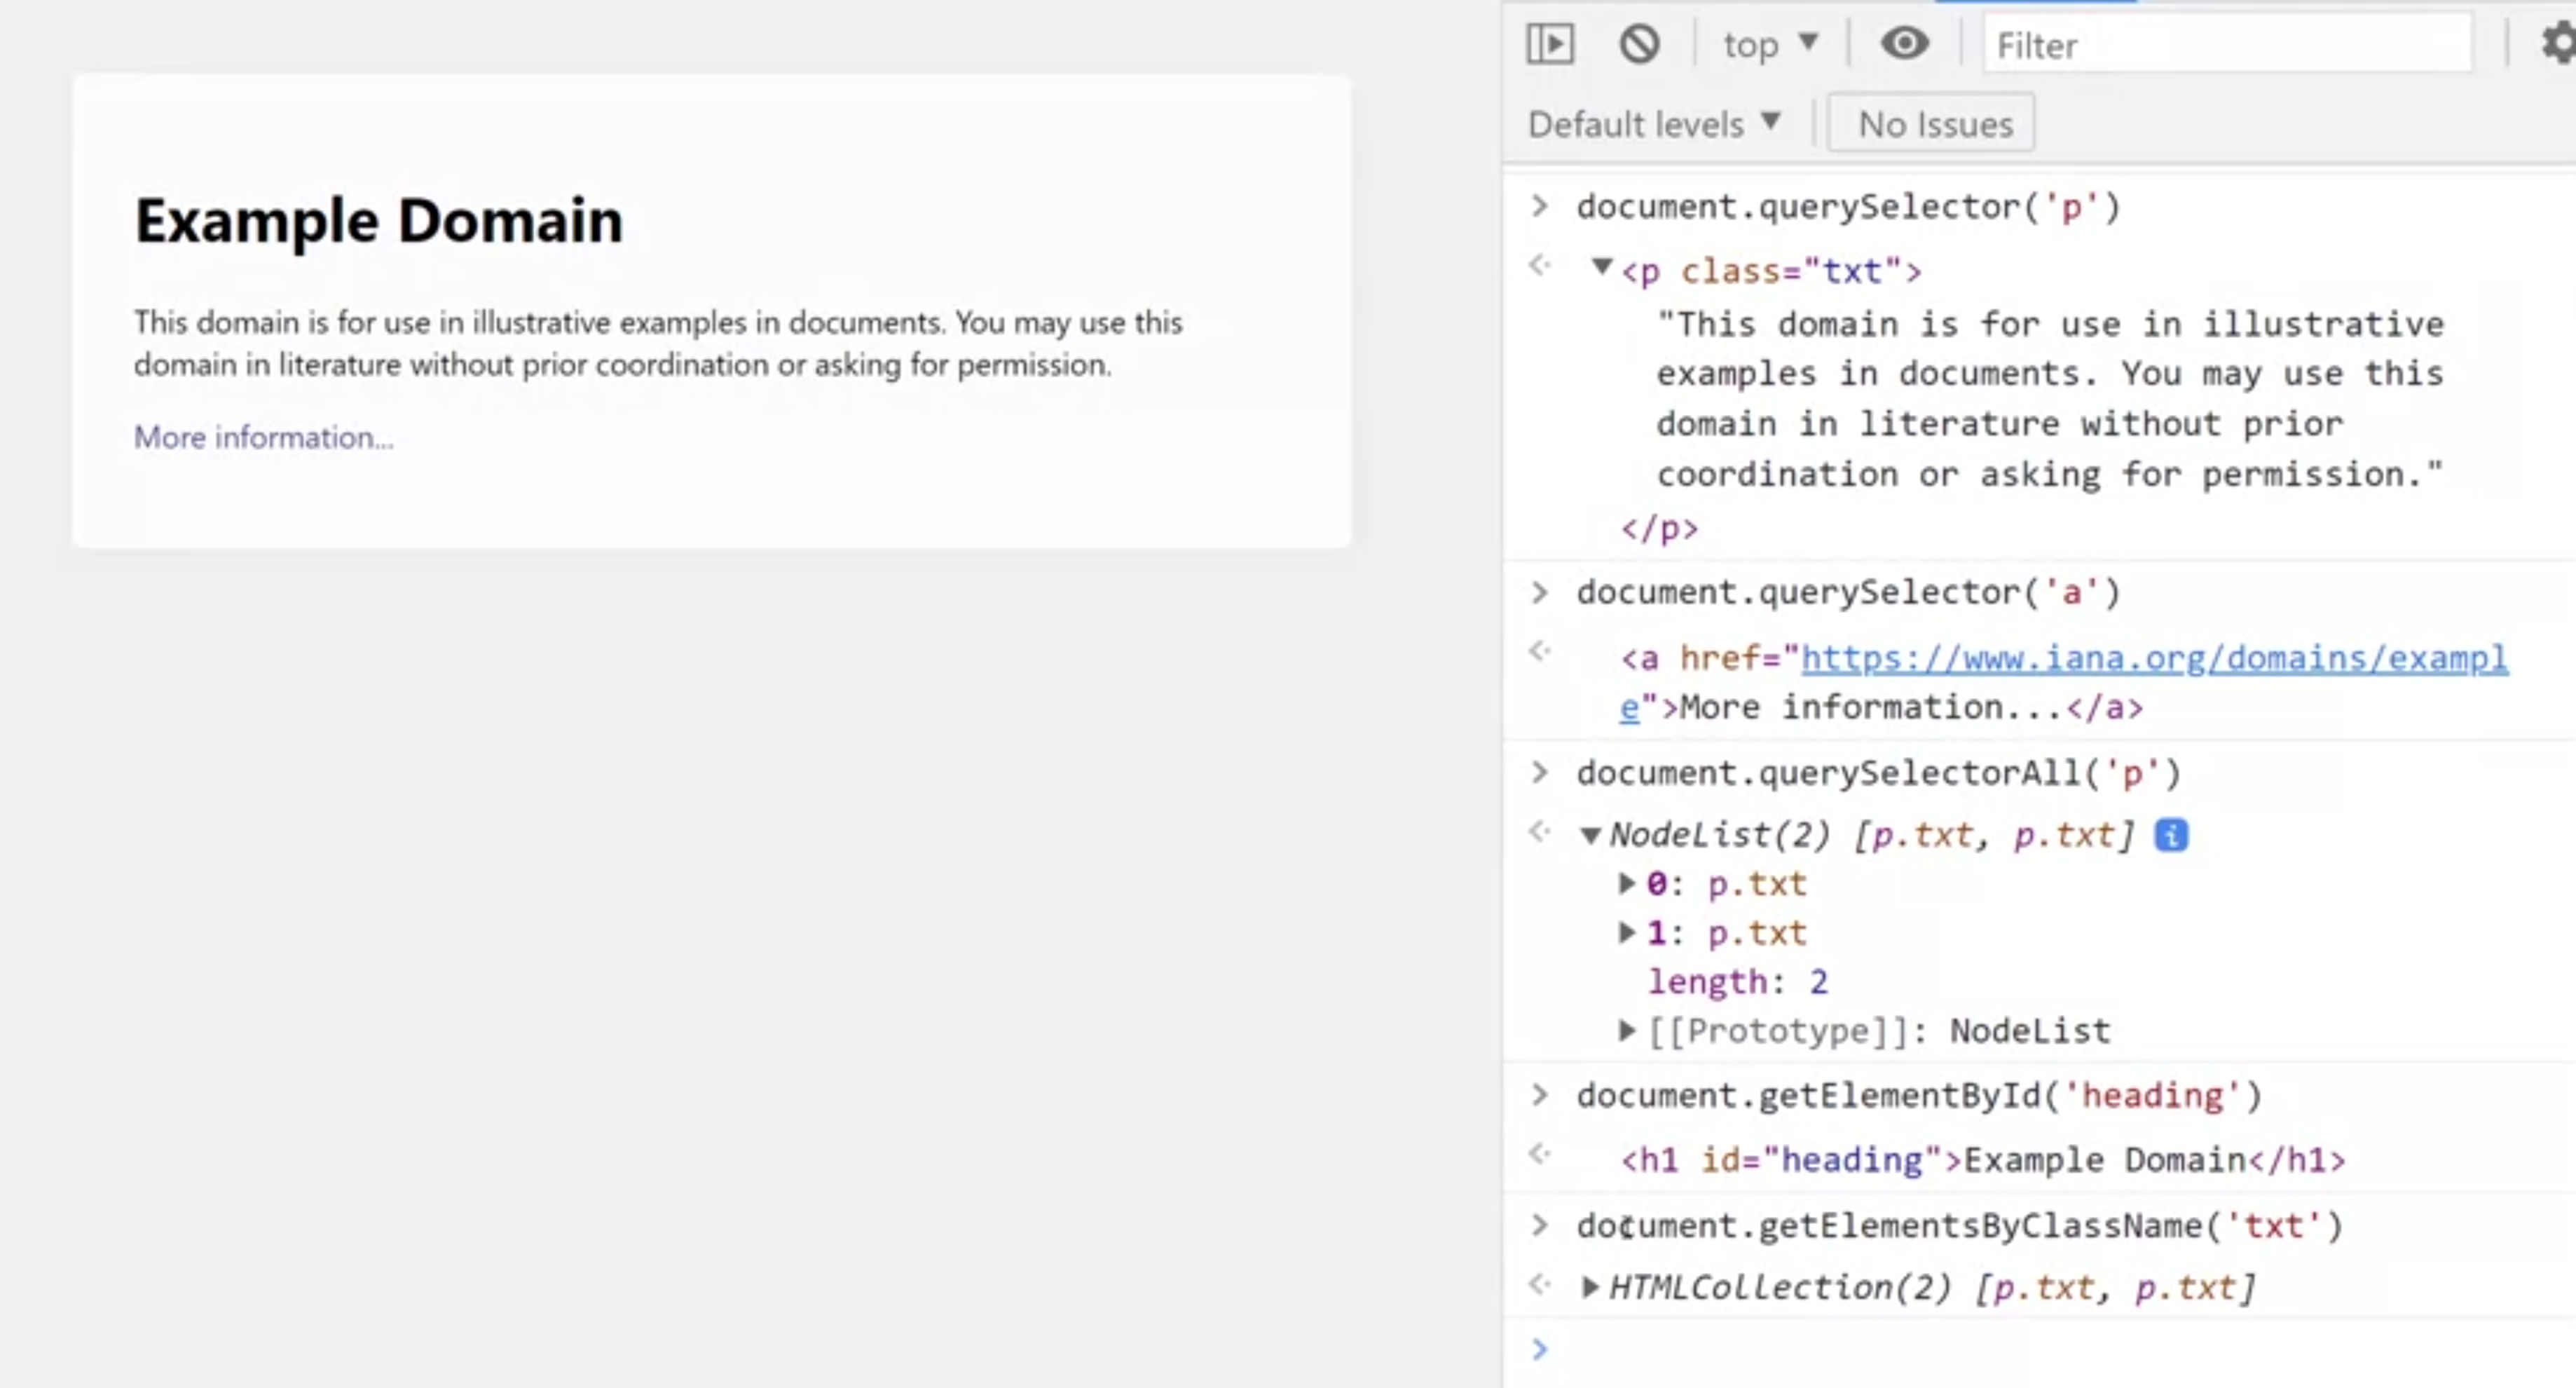 Example Domain
This domain is for use in illustrative examples in documents. You may use this
domain in literature without prior coordination or asking for permission.
More information...
top
Filter
Default levels
No Issues
document.querySelector('p')
<p class="txt">
"This domain is for use in illustrative
examples in documents. You may use this
domain in literature without prior
coordination or asking for permission."
</p>
document.querySelector('a')
<a href="https://www.iana.org/domains/exampl
e">More information...</a>
document.querySelectorAll('p')
NodeList(2) [p.txt, p.txt] i
0: p.txt
1: p.txt
length: 2
[[Prototype]]: NodeList
document.getElementById('heading')
<h1 id="heading">Example Domain</h1>
document.getElementsByClassName('txt')
HTMLCollection(2) [p.txt, p.txt]